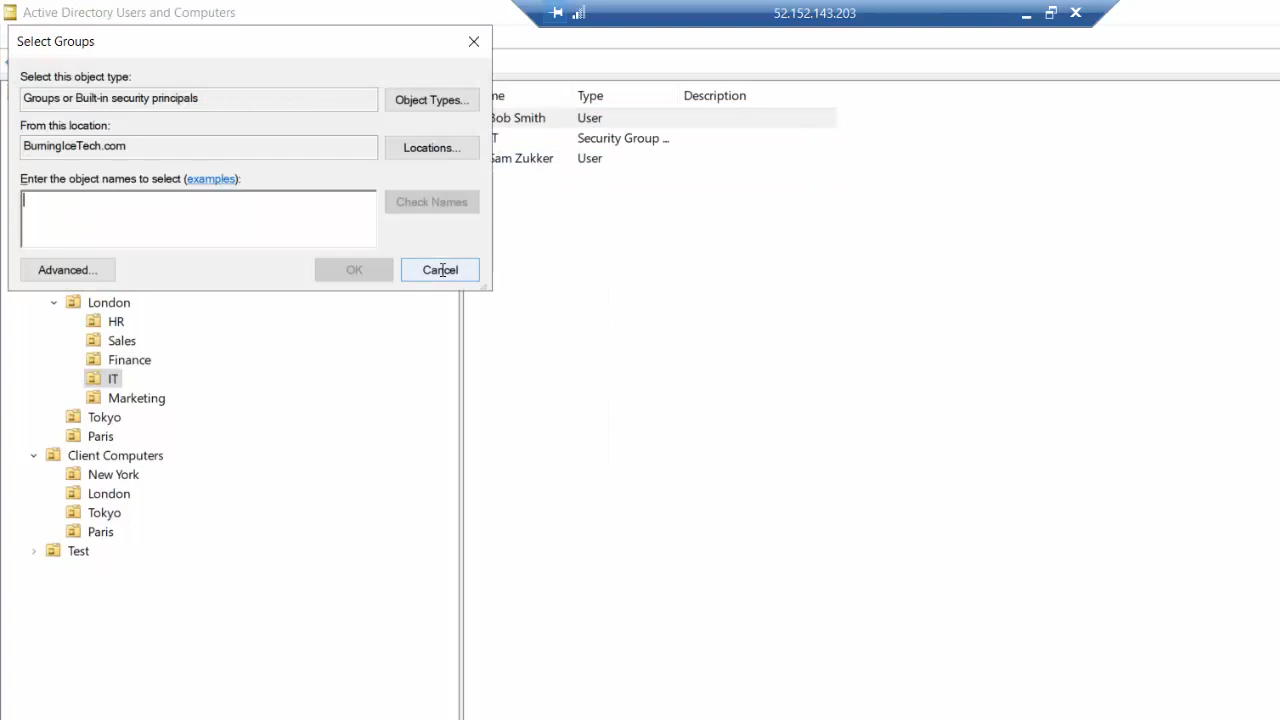 Active Directory Users and Computers
52.152.143.203
Select Groups
Select this object type:
Groups or Built-in security principals
Object Types...
From this location:
BurningIceTech.com
Locations...
Enter the object names to select (examples):
Check Names
Advanced...
OK
Cancel
me Type Description
Bob Smith User
T Security Group ...
Sam Zukker User
London
HR
Sales
Finance
IT
Marketing
Tokyo
Paris
Client Computers
New York
London
Tokyo
Paris
Test